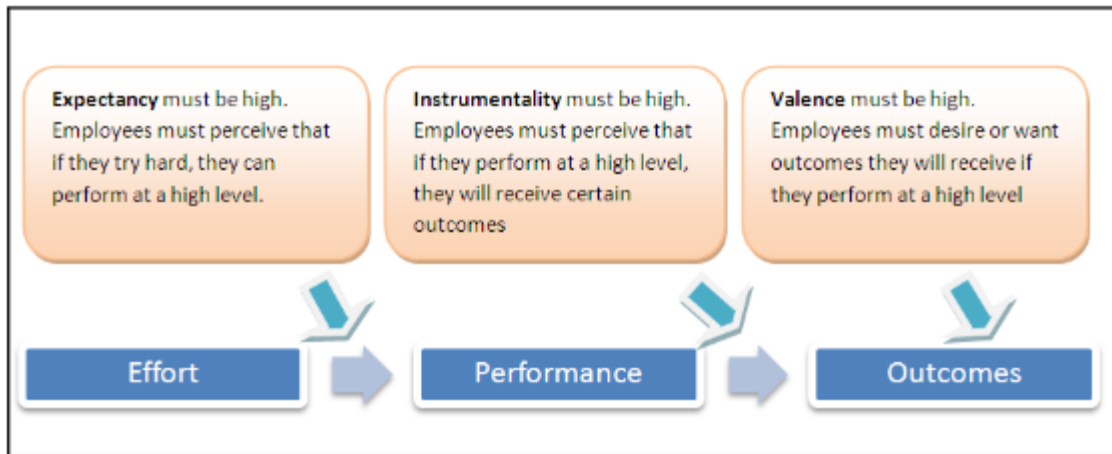 Expectancy must be high.
Employees must perceive that
if they try hard, they can
perform at a high level.
Instrumentality must be high.
Employees must perceive that
if they perform at a high level,
they will receive certain
outcomes
Valence must be high.
Employees must desire or want
outcomes they will receive if
they perform at a high level
Effort
Performance
Outcomes